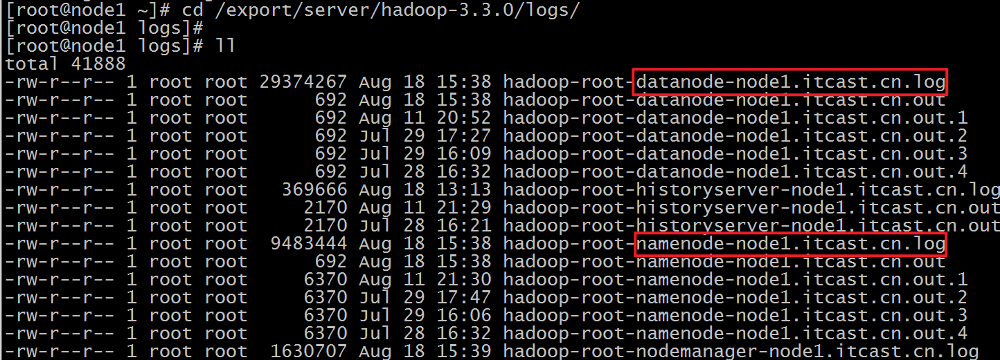 [root@node1 ~]# cd /export/server/hadoop-3.3.0/logs/
[root@node1 logs]#
[root@node1 logs]# ll
total 41888
-rw-r--r-- 1 root root 29374267 Aug 18 15:38 hadoop-root-datanode-node1.itcast.cn.log
-rw-r--r-- 1 root root 692 Aug 18 15:38 hadoop-root-datanode-node1.itcast.cn.out
-rw-r--r-- 1 root root 692 Aug 11 20:52 hadoop-root-datanode-node1.itcast.cn.out.1
-rw-r--r-- 1 root root 692 Jul 29 17:27 hadoop-root-datanode-node1.itcast.cn.out.2
-rw-r--r-- 1 root root 692 Jul 29 16:09 hadoop-root-datanode-node1.itcast.cn.out.3
-rw-r--r-- 1 root root 692 Jul 28 16:32 hadoop-root-datanode-node1.itcast.cn.out.4
-rw-r--r-- 1 root root 369666 Aug 18 13:13 hadoop-root-historyserver-node1.itcast.cn.log
-rw-r--r-- 1 root root 2170 Aug 11 21:29 hadoop-root-historyserver-node1.itcast.cn.out
-rw-r--r-- 1 root root 2170 Jul 28 16:21 hadoop-root-historyserver-node1.itcast.cn.out
-rw-r--r-- 1 root root 9483444 Aug 18 15:38 hadoop-root-namenode-node1.itcast.cn.log
-rw-r--r-- 1 root root 692 Aug 18 15:38 hadoop-root-namenode-node1.itcast.cn.out
-rw-r--r-- 1 root root 6370 Aug 11 21:30 hadoop-root-namenode-node1.itcast.cn.out.1
-rw-r--r-- 1 root root 6370 Jul 29 17:47 hadoop-root-namenode-node1.itcast.cn.out.2
-rw-r--r-- 1 root root 6370 Jul 29 16:06 hadoop-root-namenode-node1.itcast.cn.out.3
-rw-r--r-- 1 root root 6370 Jul 28 16:32 hadoop-root-namenode-node1.itcast.cn.out.4
-rw-r--r-- 1 root root 1630707 Aug 18 15:39 hadoop-root-nodemanager-node1.itcast.cn.log